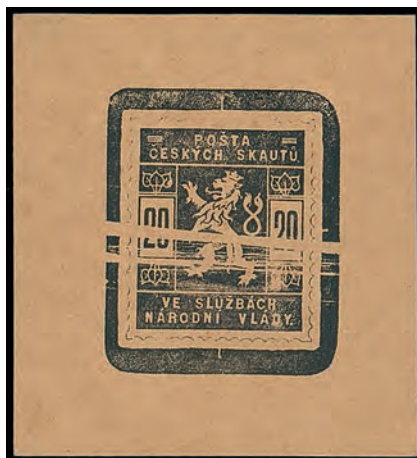 POŠTA
ČESKÝCH SKAUTŮ
20 20
VE SLUŽBÁCH
NÁRODNÍ VLÁDY.